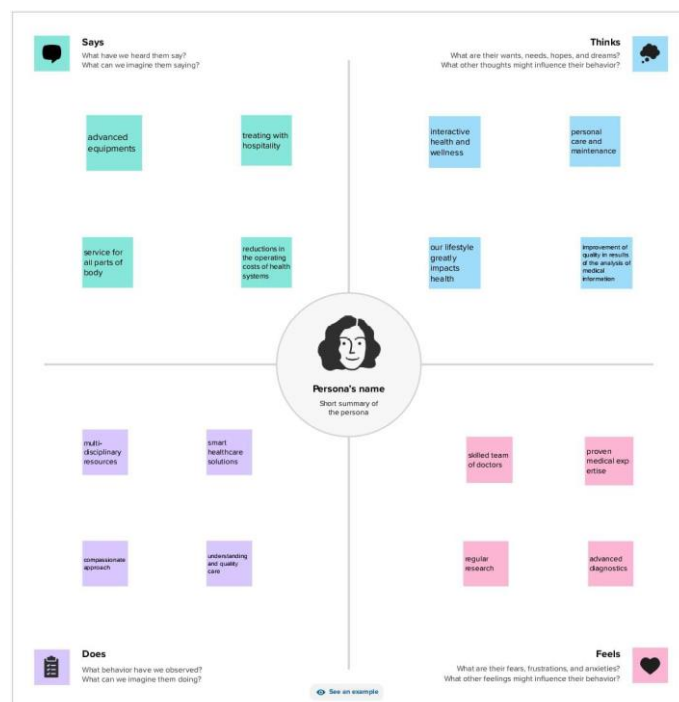 Says
What have we heard them say?
What can we imagine them saying?
Thinks
What are their wants, needs, hopes, and dreams?
What other thoughts might influence their behavior?
advanced
equipments
treating with
hospitality
interactive
health and
wellness
personal
care and
maintenance
service for
all parts of
body
reductions in
the operating
costs of health
systems
our lifestyle
greatly
impacts
health
improvement of
quality in results
of the analysis of
medical
information
Persona's name
Short summary of
the persona
multi-
disciplinary
resources
smart
healthcare
solutions
skilled team
of doctors
proven
medical exp
ertise
compassionate
approach
understanding
and quality
care
regular
research
advanced
diagnostics
Does
What behavior have we observed?
What can we imagine them doing?
Feels
What are their fears, frustrations, and anxieties?
What other feelings might influence their behavior?
See an example